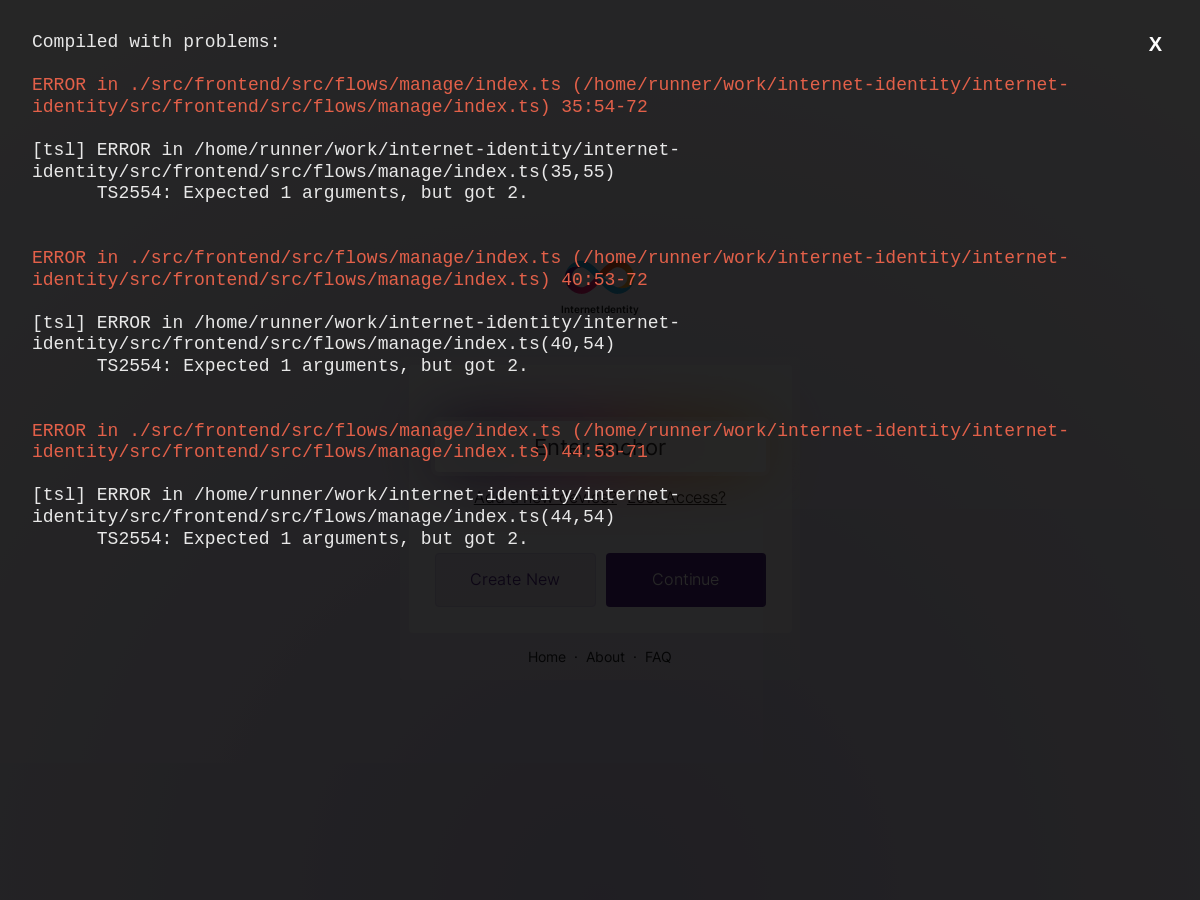 Compiled with problems:
X
ERROR in ./src/frontend/src/flows/manage/index.ts (/home/runner/work/internet-identity/internet-
identity/src/frontend/src/flows/manage/index.ts) 35:54-72
[tsl] ERROR in /home/runner/work/internet-identity/internet-
identity/src/frontend/src/flows/manage/index.ts(35,55)
TS2554: Expected 1 arguments, but got 2.
ERROR in ./src/frontend/src/flows/manage/index.ts (/home/runner/work/internet-identity/internet-
identity/src/frontend/src/flows/manage/index.ts) 40:53-72
Internet Identity
[tsl] ERROR in /home/runner/work/internet-identity/internet-
identity/src/frontend/src/flows/manage/index.ts(40,54)
TS2554: Expected 1 arguments, but got 2.
ERROR in ./src/frontend/src/flows/manage/index.ts (/home/runner/work/internet-identity/internet-
identity/src/frontend/src/flows/manage/index.ts) 44:53-71
Enter anchor
[tsl] ERROR in /home/runner/work/internet-identity/internet-
Access?
identity/src/frontend/src/flows/manage/index.ts(44,54)
TS2554: Expected 1 arguments, but got 2.
Create New
Continue
Home · About · FAQ